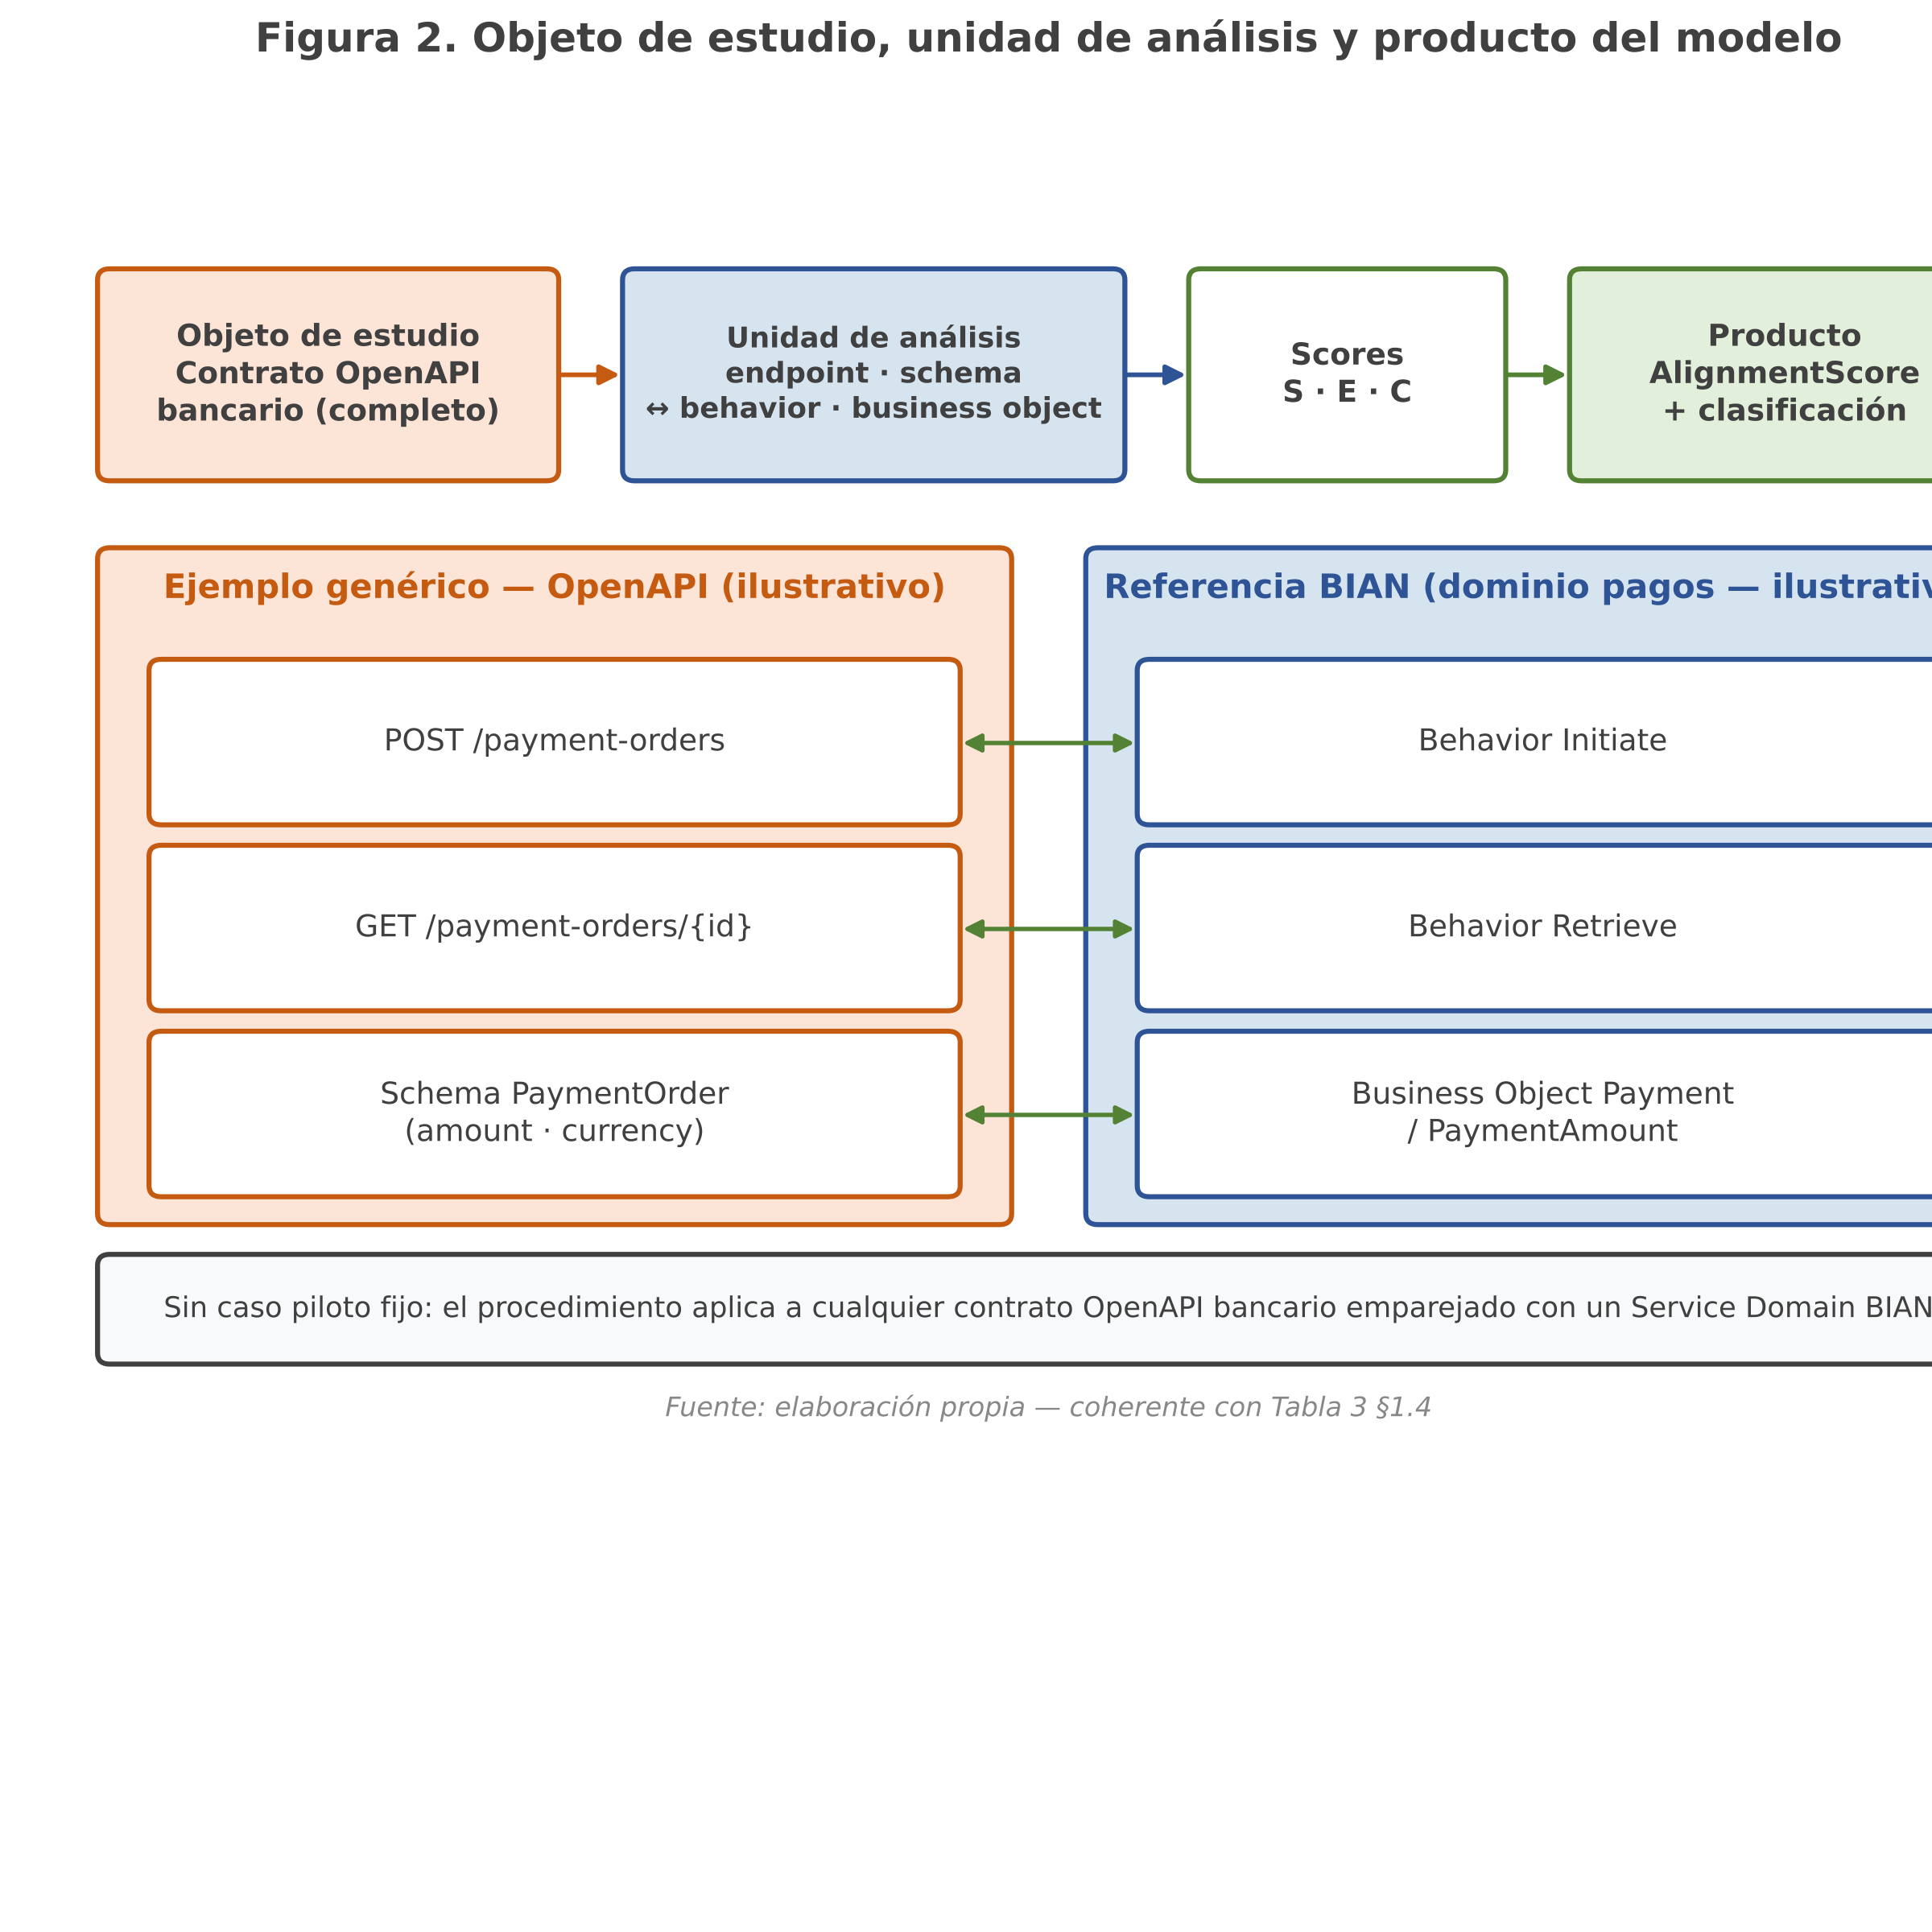 Figura 2. Objeto de estudio, unidad de análisis y producto del modelo
Objeto de estudio
Contrato OpenAPI
bancario (completo)
Unidad de análisis
endpoint · schema
↔ behavior · business object
Scores
S · E · C
Producto
AlignmentScore
+ clasificación
Ejemplo genérico — OpenAPI (ilustrativo)
POST /payment-orders
GET /payment-orders/{id}
Schema PaymentOrder
(amount · currency)
Referencia BIAN (dominio pagos — ilustrativ
Behavior Initiate
Behavior Retrieve
Business Object Payment
/ PaymentAmount
Sin caso piloto fijo: el procedimiento aplica a cualquier contrato OpenAPI bancario emparejado con un Service Domain BIAN
Fuente: elaboración propia — coherente con Tabla 3 §1.4